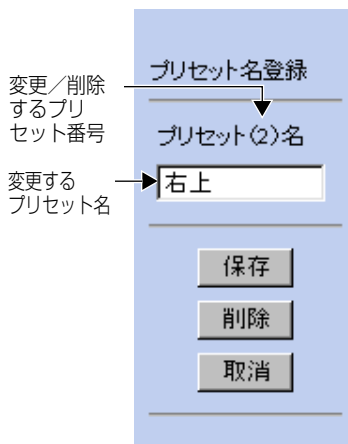 プリセット名登録
変更／削除
するプリ
セット番号
プリセット(2)名
変更する
プリセット名
右上
保存
削除
取消